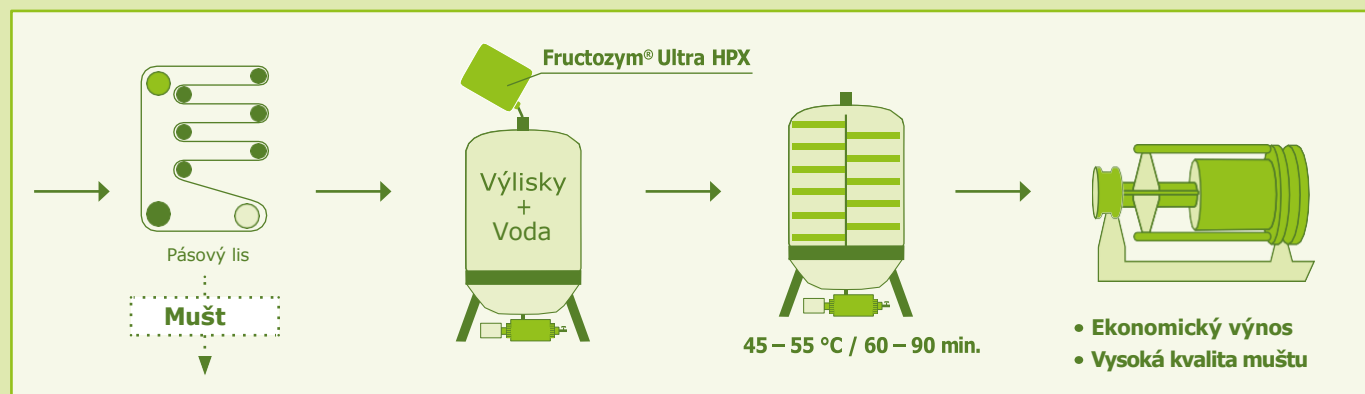 Fructozym® Ultra HPX
Výlisky
+
Voda
Pásový lis
Mušt
45 – 55 °C / 60 – 90 min.
• Ekonomický výnos
• Vysoká kvalita muštu